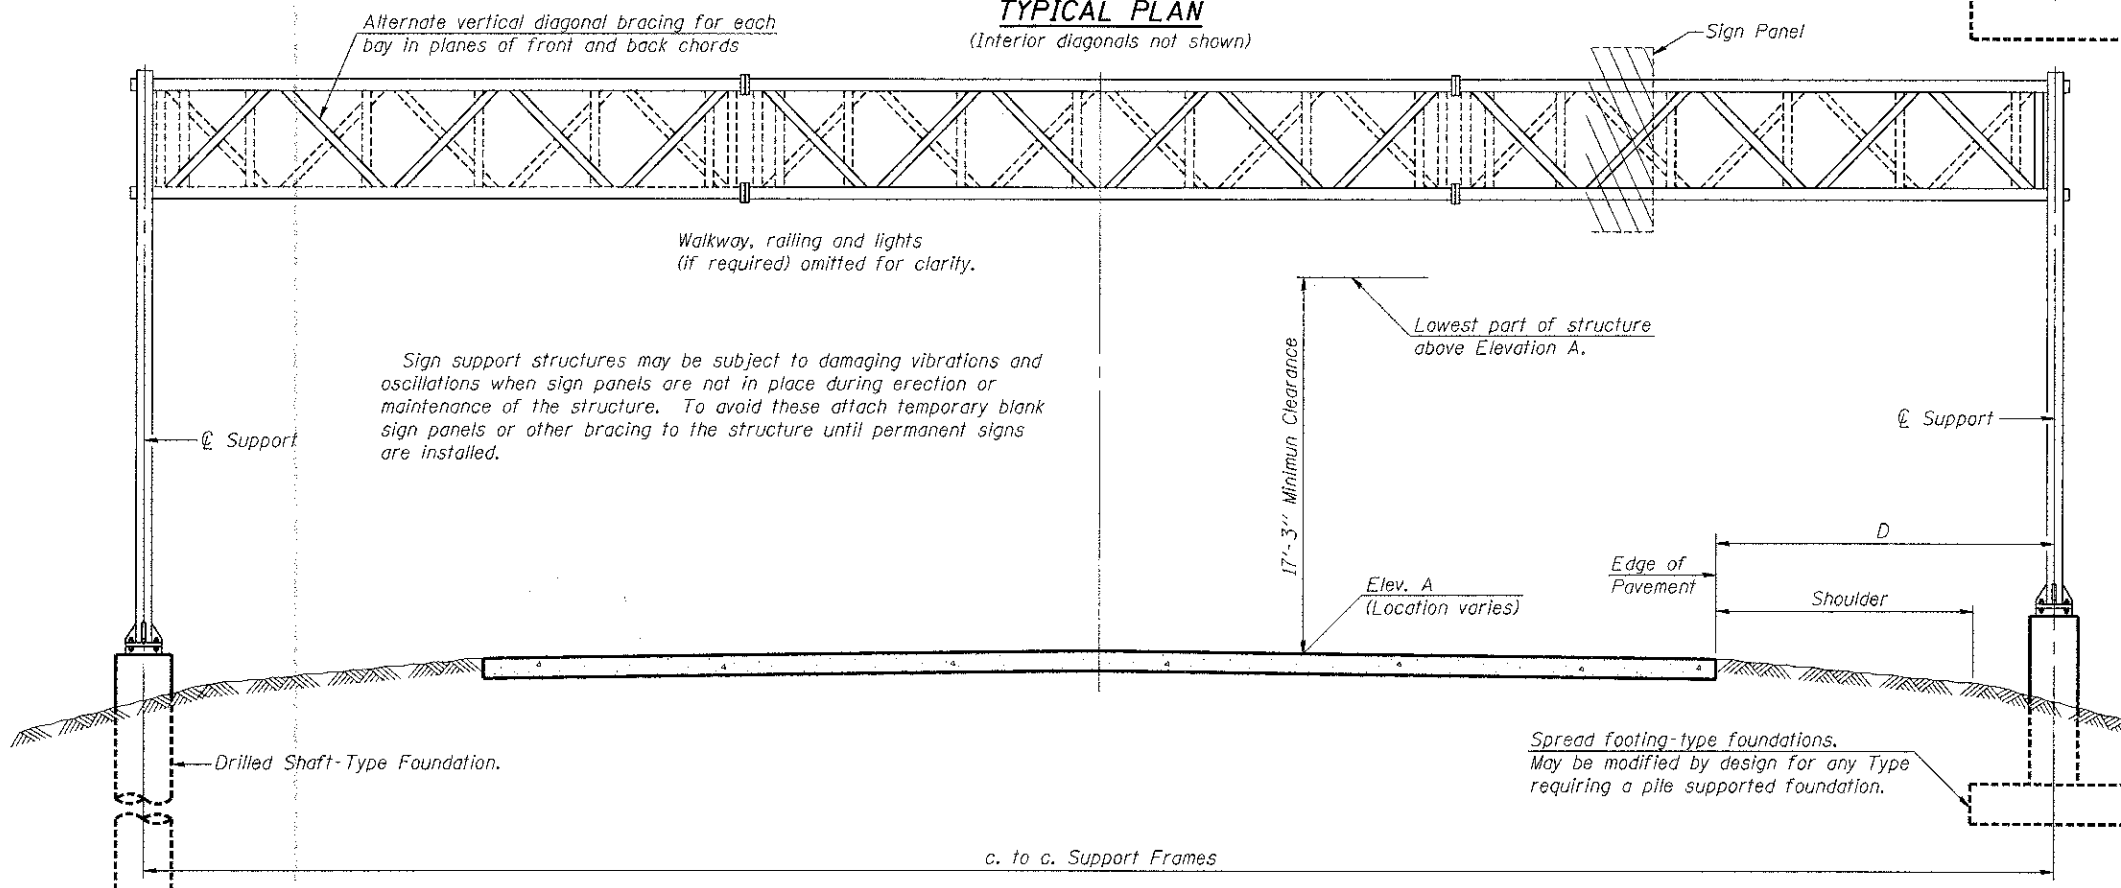 TYPICAL PLAN
(Interior diagonals not shown)
Alternate vertical diagonal bracing for each
bay in planes of front and back chords
Sign Panel
Walkway, railing and lights
(if required) omitted for clarity.
Lowest part of structure
above Elevation A.
Sign support structures may be subject to damaging vibrations and
oscillations when sign panels are not in place during erection or
maintenance of the structure. To avoid these attach temporary blank
sign panels or other bracing to the structure until permanent signs
are installed.
℄ Support
17'-3" Minimun Clearance
℄ Support
D
Edge of
Pavement
Elev. A
(Location varies)
Shoulder
Drilled Shaft-Type Foundation.
Spread footing-type foundations.
May be modified by design for any Type
requiring a pile supported foundation.
c. to c. Support Frames